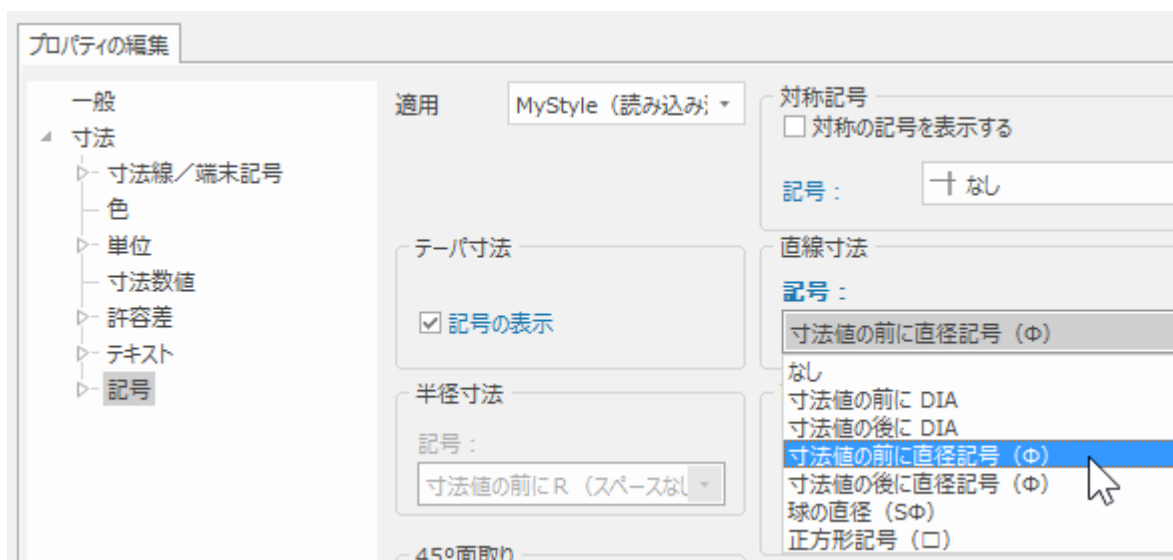 プロパティの編集
一般
寸法
寸法線／端末記号
色
単位
寸法数値
許容差
テキスト
記号
適用
MyStyle（読み込み済
対称記号
対称の記号を表示する
記号：
なし
テーパ寸法
記号の表示
直線寸法
記号：
寸法値の前に直径記号（Φ）
なし
寸法値の前に DIA
寸法値の後に DIA
寸法値の前に直径記号（Φ）
寸法値の後に直径記号（Φ）
球の直径（SΦ）
正方形記号（□）
半径寸法
記号：
寸法値の前にR（スペースなし
45º面取り